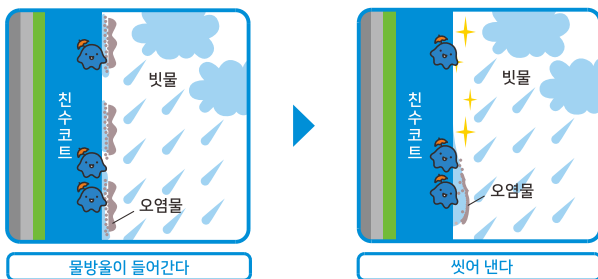 친수코트
빗물
오염물
물방울이 들어간다
친수코트
빗물
오염물
씻어 낸다